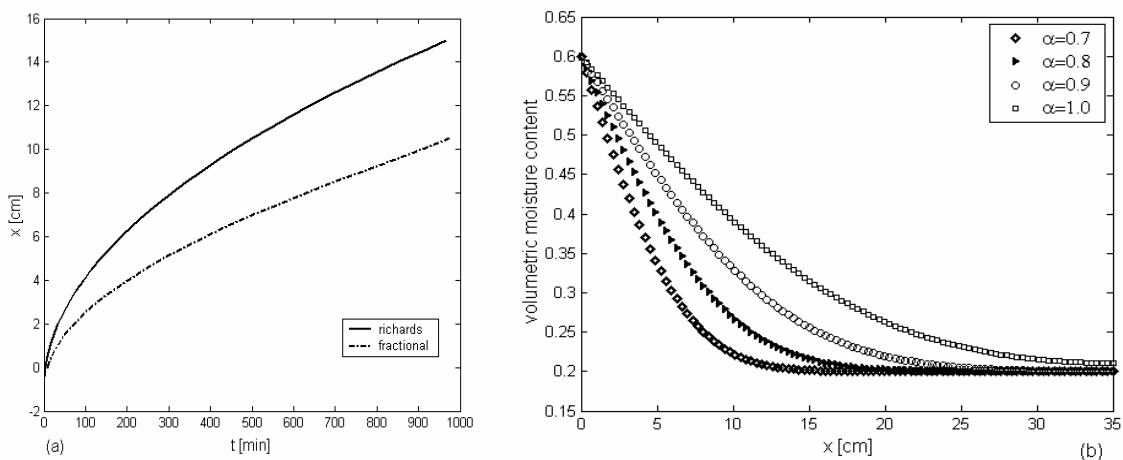 16
14
12
10
8
6
4
2
0
-2
x [cm]
richards
fractional
0 100 200 300 400 500 600 700 800 900 1000
(a) t [min]
0.65
0.6
0.55
0.5
0.45
0.4
0.35
0.3
0.25
0.2
0.15
volumetric moisture content
α=0.7
α=0.8
α=0.9
α=1.0
0 5 10 15 20 25 30 35
x [cm] (b)